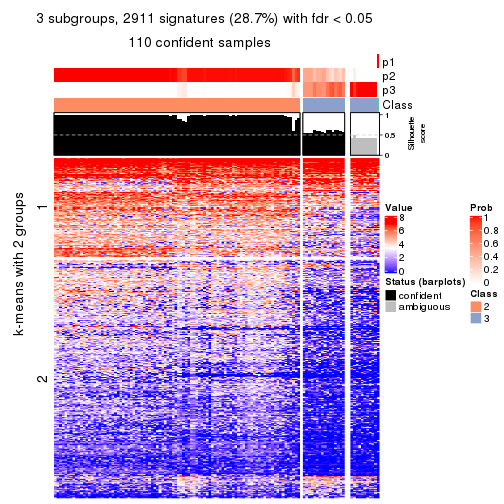 3 subgroups, 2911 signatures (28.7%) with fdr < 0.05
110 confident samples
p1
p2
p3
Class
1
0.5
0
Silhouette
score
k-means with 2 groups
1
2
Value
8
6
4
2
0
Status (barplots)
confident
ambiguous
Prob
1
0.8
0.6
0.4
0.2
0
Class
2
3